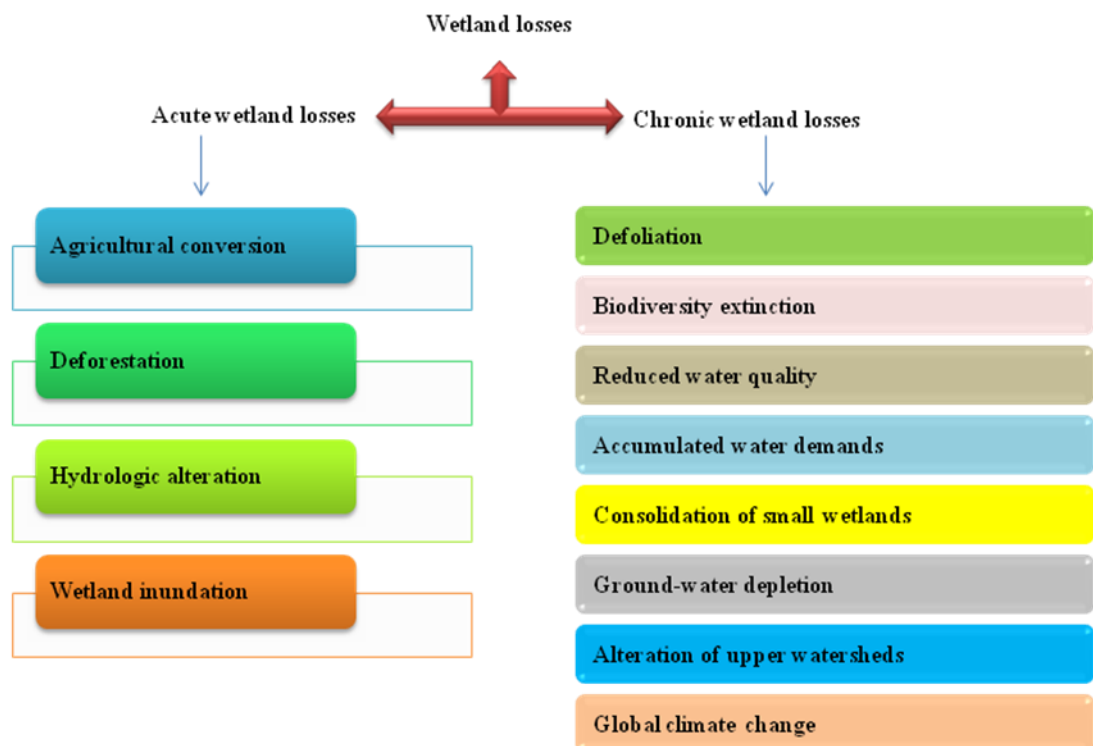 Wetland losses
Acute wetland losses
Chronic wetland losses
Agricultural conversion
Deforestation
Hydrologic alteration
Wetland inundation
Defoliation
Biodiversity extinction
Reduced water quality
Accumulated water demands
Consolidation of small wetlands
Ground-water depletion
Alteration of upper watersheds
Global climate change